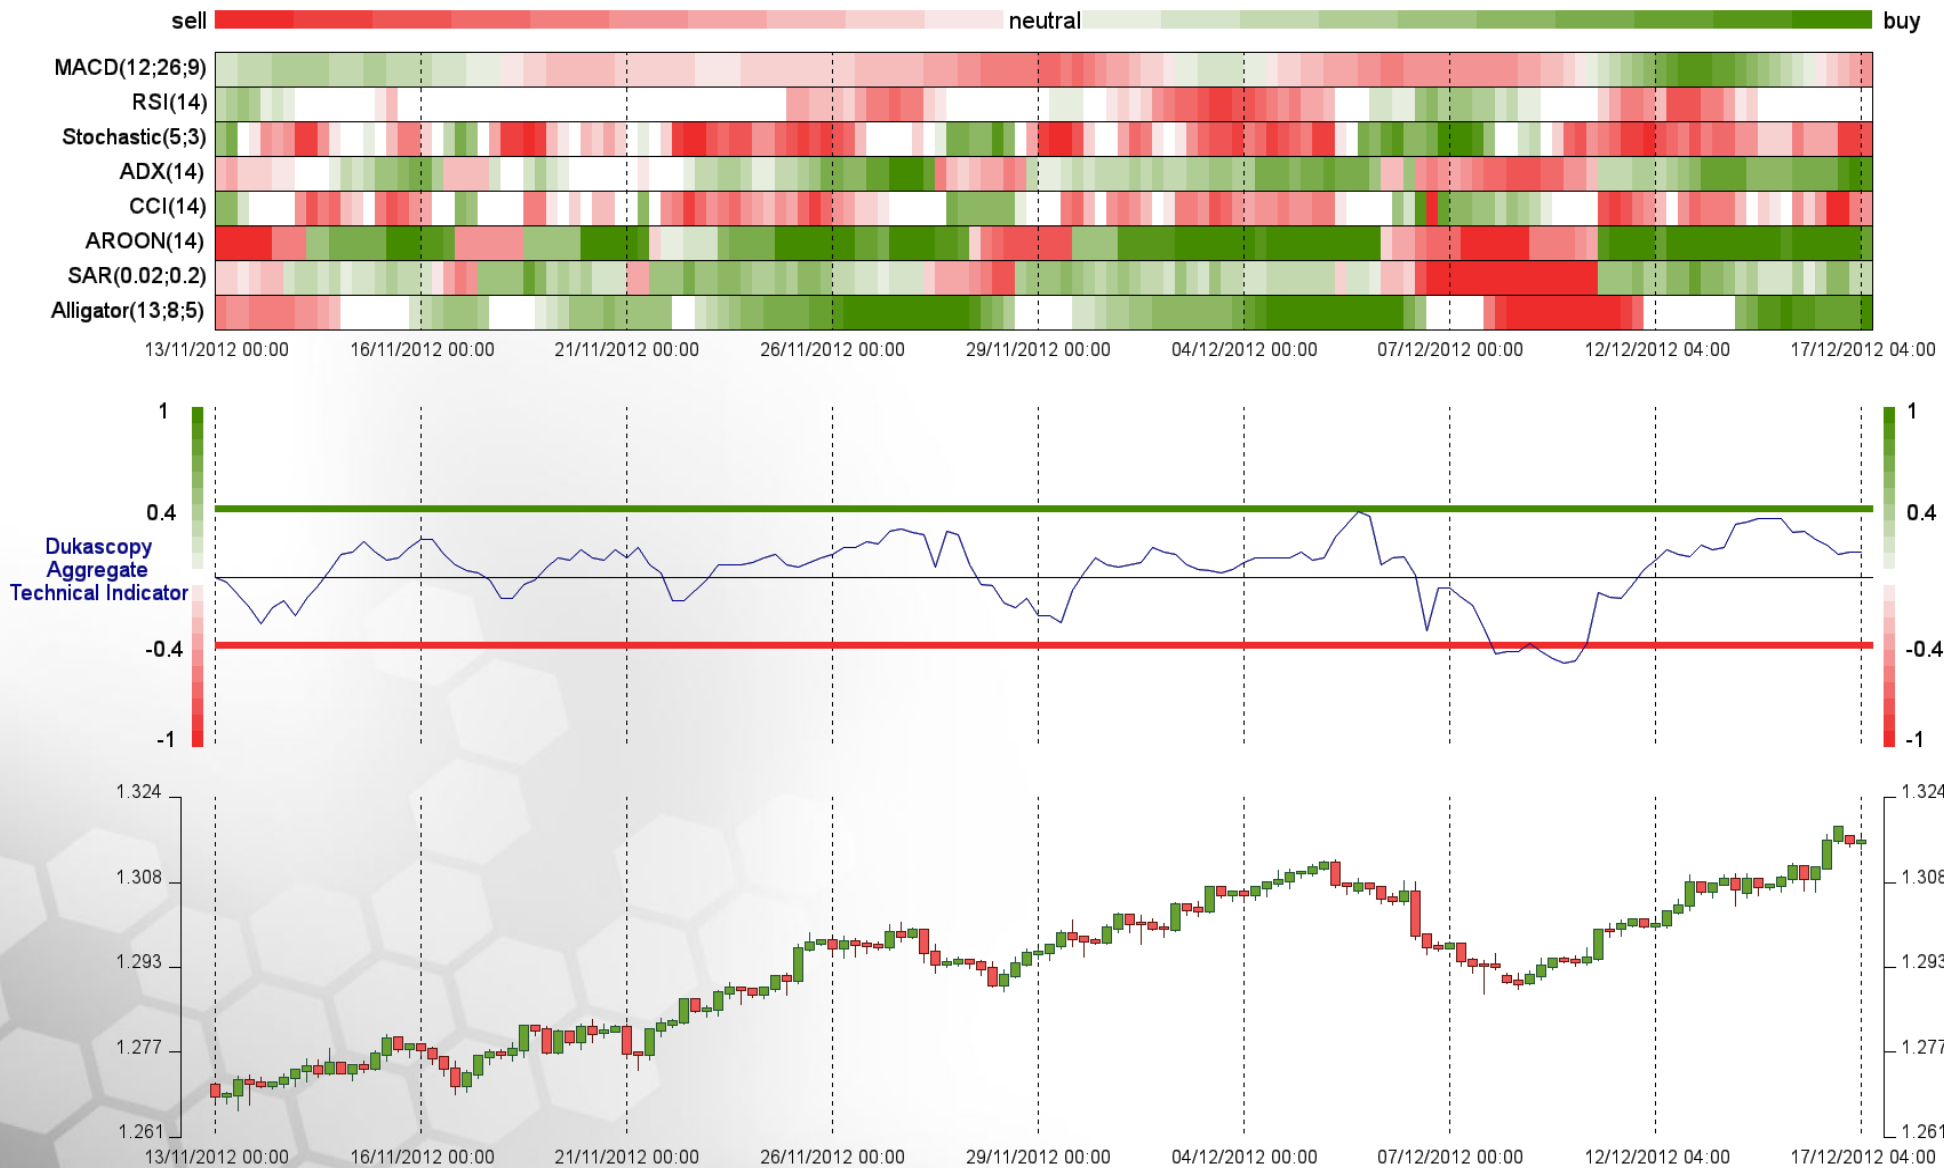 sell neutral buy
MACD(12;26;9)
RSI(14)
Stochastic(5;3)
ADX(14)
CCI(14)
AROON(14)
SAR(0.02;0.2)
Alligator(13;8;5)
13/11/2012 00:00 16/11/2012 00:00 21/11/2012 00:00 26/11/2012 00:00 29/11/2012 00:00 04/12/2012 00:00 07/12/2012 00:00 12/12/2012 04:00 17/12/2012 04:00
1 1
0.4 0.4
Dukascopy
Aggregate
Technical Indicator
-0.4 -0.4
-1 -1
1.324 1.324
1.308 1.308
1.293 1.293
1.277 1.277
1.261 1.261
13/11/2012 00:00 16/11/2012 00:00 21/11/2012 00:00 26/11/2012 00:00 29/11/2012 00:00 04/12/2012 00:00 07/12/2012 00:00 12/12/2012 04:00 17/12/2012 04:00